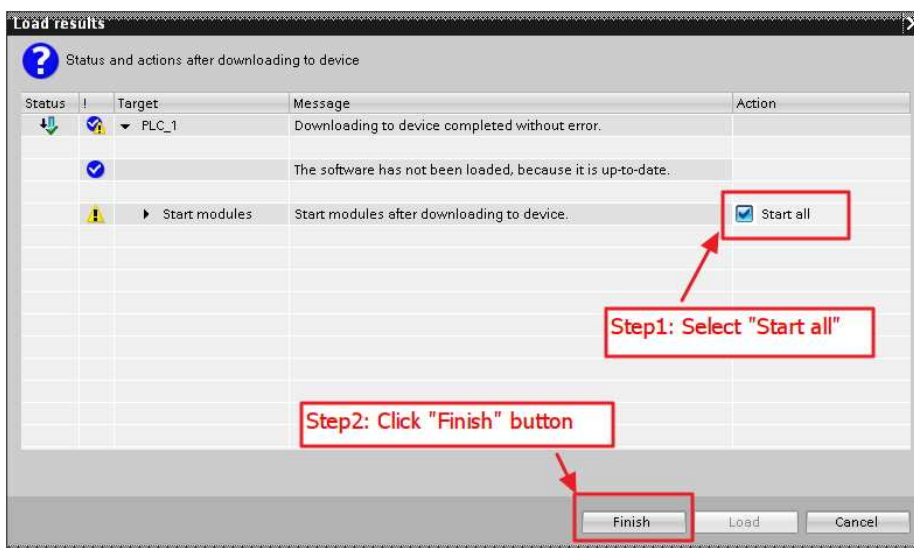 Load results
Status and actions after downloading to device
Status ! Target Message Action
PLC_1 Downloading to device completed without error.
The software has not been loaded, because it is up-to-date.
Start modules Start modules after downloading to device. Start all
Step1: Select "Start all"
Step2: Click "Finish" button
Finish Load Cancel